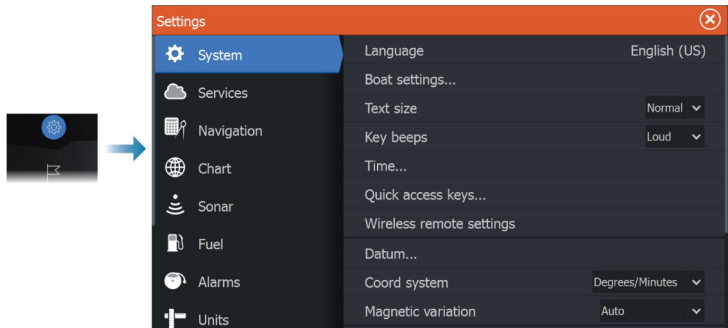 Settings
System
Services
Navigation
Chart
Sonar
Fuel
Alarms
Units
Language English (US)
Boat settings...
Text size Normal
Key beeps Loud
Time...
Quick access keys...
Wireless remote settings
Datum...
Coord system Degrees/Minutes
Magnetic variation Auto